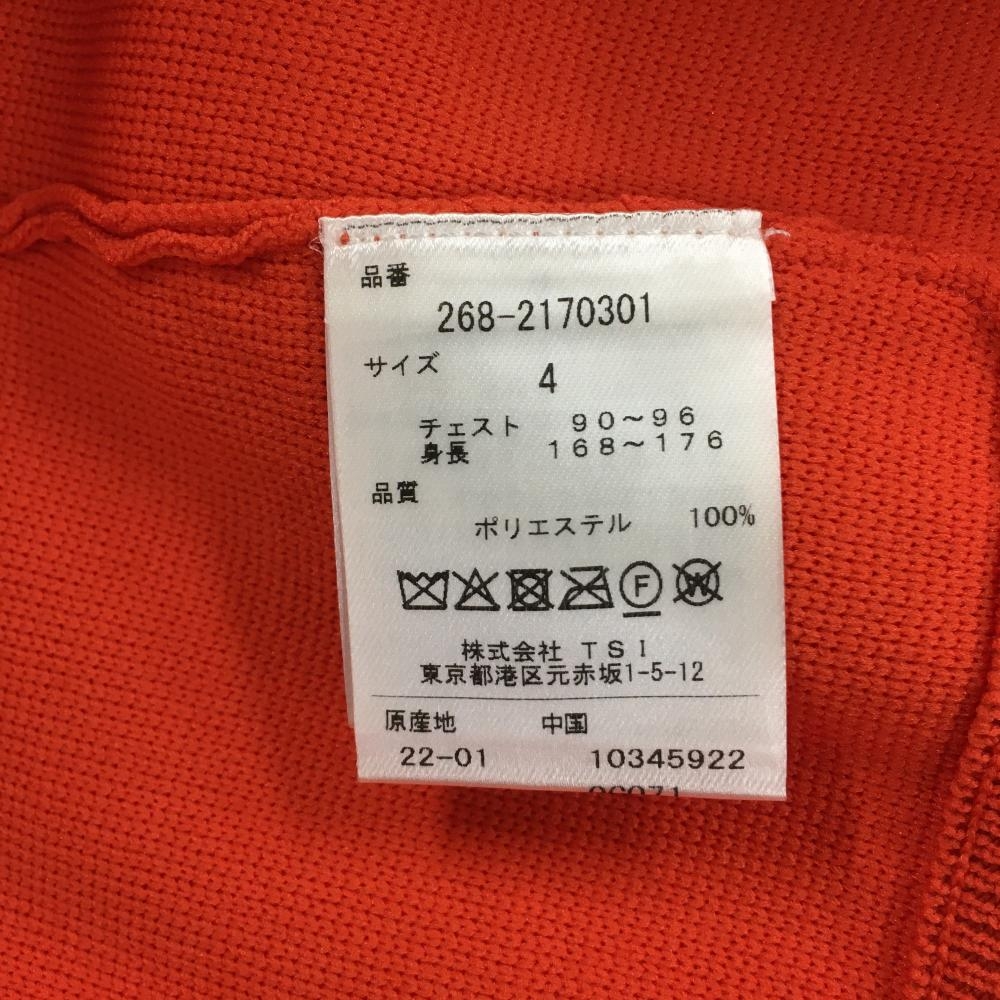 品番
268-2170301
サイズ
4
チェスト 90~96
身長 168~176
品質
ポリエステル 100%
F W
株式会社 TSI
東京都港区元赤坂1-5-12
原産地 中国
22-01 10345922